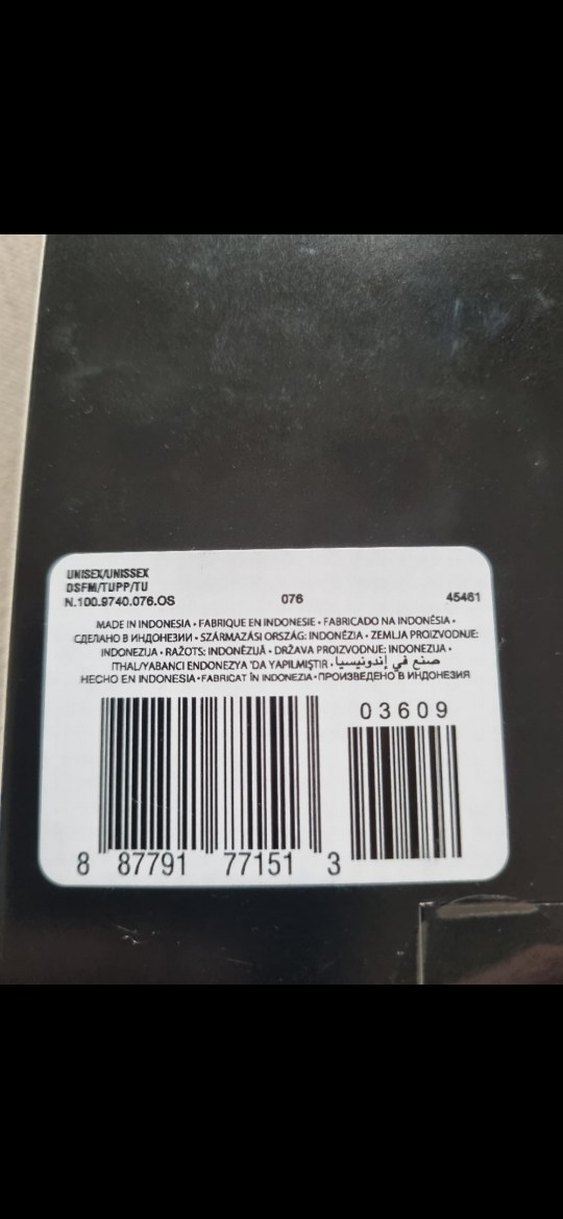 UNISEX/UNISSEX
DSFM/TUPP/TU
N.100.9740.076.OS 076 45461
MADE IN INDONESIA • FABRIQUE EN INDONESIE • FABRICADO NA INDONÉSIA •
СДЕЛАНО В ИНДОНЕЗИИ • SZÁRMAZÁSI ORSZÁG: INDONÉZIA • ZEMLJA PROIZVODNJE:
INDONEZIJA • RAŽOTS: INDONĒZIJĀ • DRŽAVA PROIZVODNJE: INDONEZIJA •
ITHAL/YABANCI ENDONEZYA 'DA YAPILMIŞTIR • صنع في إندونيسيا
HECHO EN INDONESIA • FABRICAT ÎN INDONEZIA • ПРОИЗВЕДЕНО В ИНДОНЕЗИЯ
03609
8 87791 77151 3